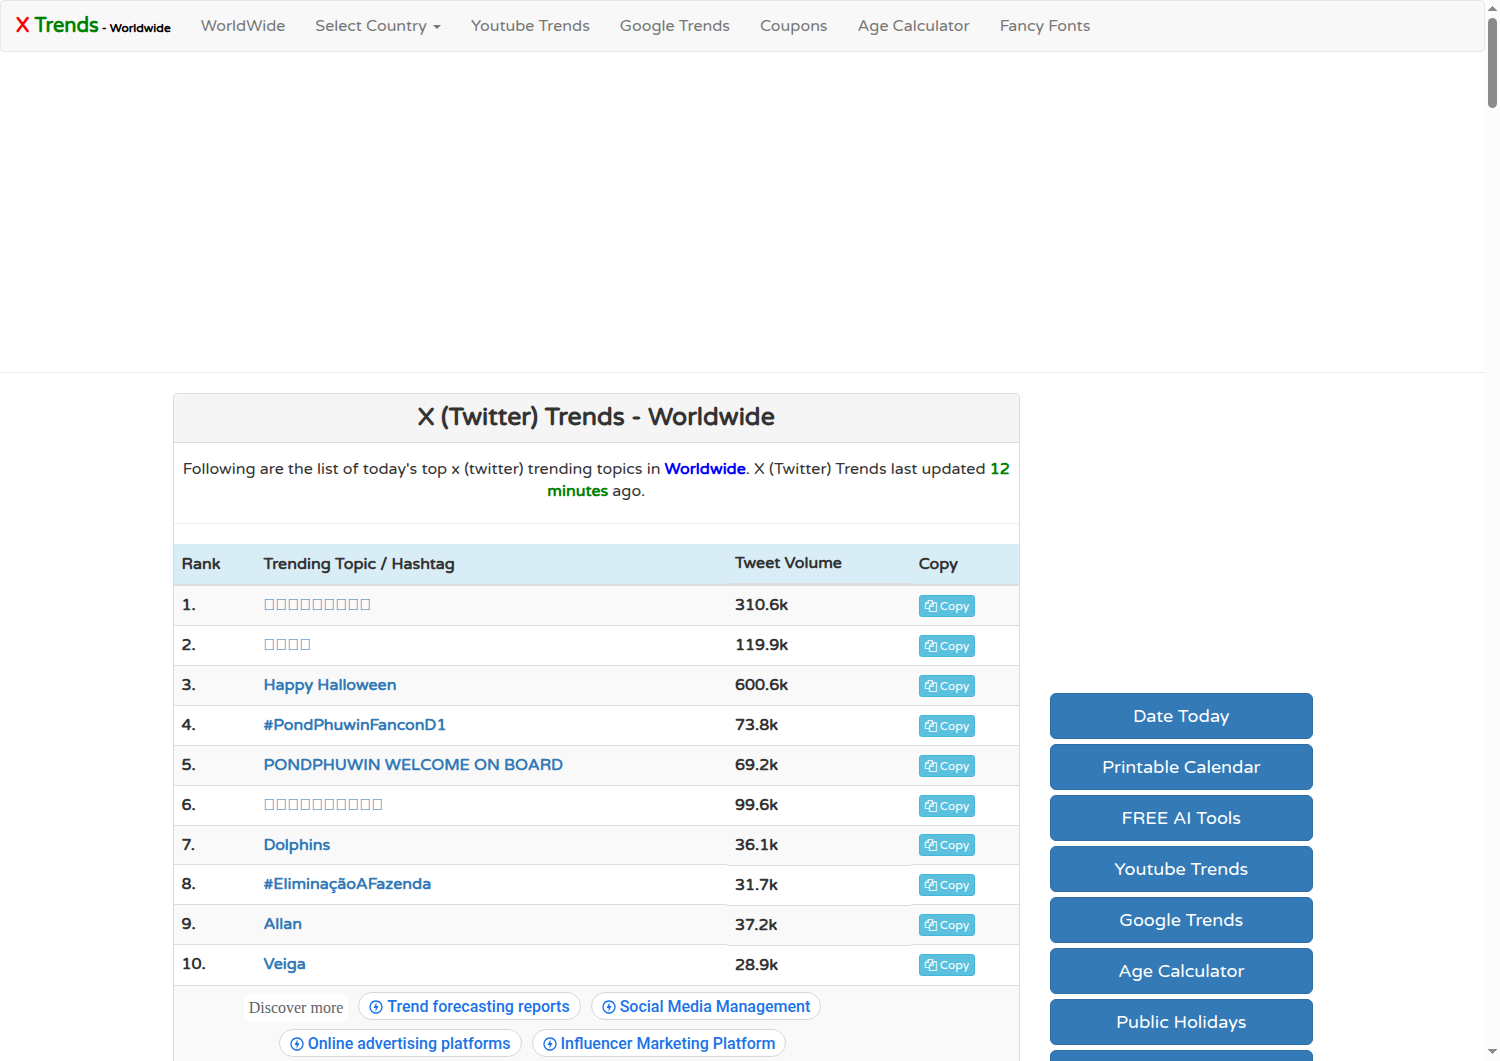 X Trends - Worldwide
WorldWide
Select Country
Youtube Trends
Google Trends
Coupons
Age Calculator
Fancy Fonts
X (Twitter) Trends - Worldwide
Following are the list of today's top x (twitter) trending topics in Worldwide. X (Twitter) Trends last updated 12
minutes ago.
Rank Trending Topic / Hashtag Tweet Volume Copy
1. 310.6k Copy
2. 119.9k Copy
3. Happy Halloween 600.6k Copy
4. #PondPhuwinFanconD1 73.8k Copy
5. PONDPHUWIN WELCOME ON BOARD 69.2k Copy
6. 99.6k Copy
7. Dolphins 36.1k Copy
8. #EliminaçãoAFazenda 31.7k Copy
9. Allan 37.2k Copy
10. Veiga 28.9k Copy
Discover more Trend forecasting reports Social Media Management
Online advertising platforms Influencer Marketing Platform
Date Today
Printable Calendar
FREE AI Tools
Youtube Trends
Google Trends
Age Calculator
Public Holidays